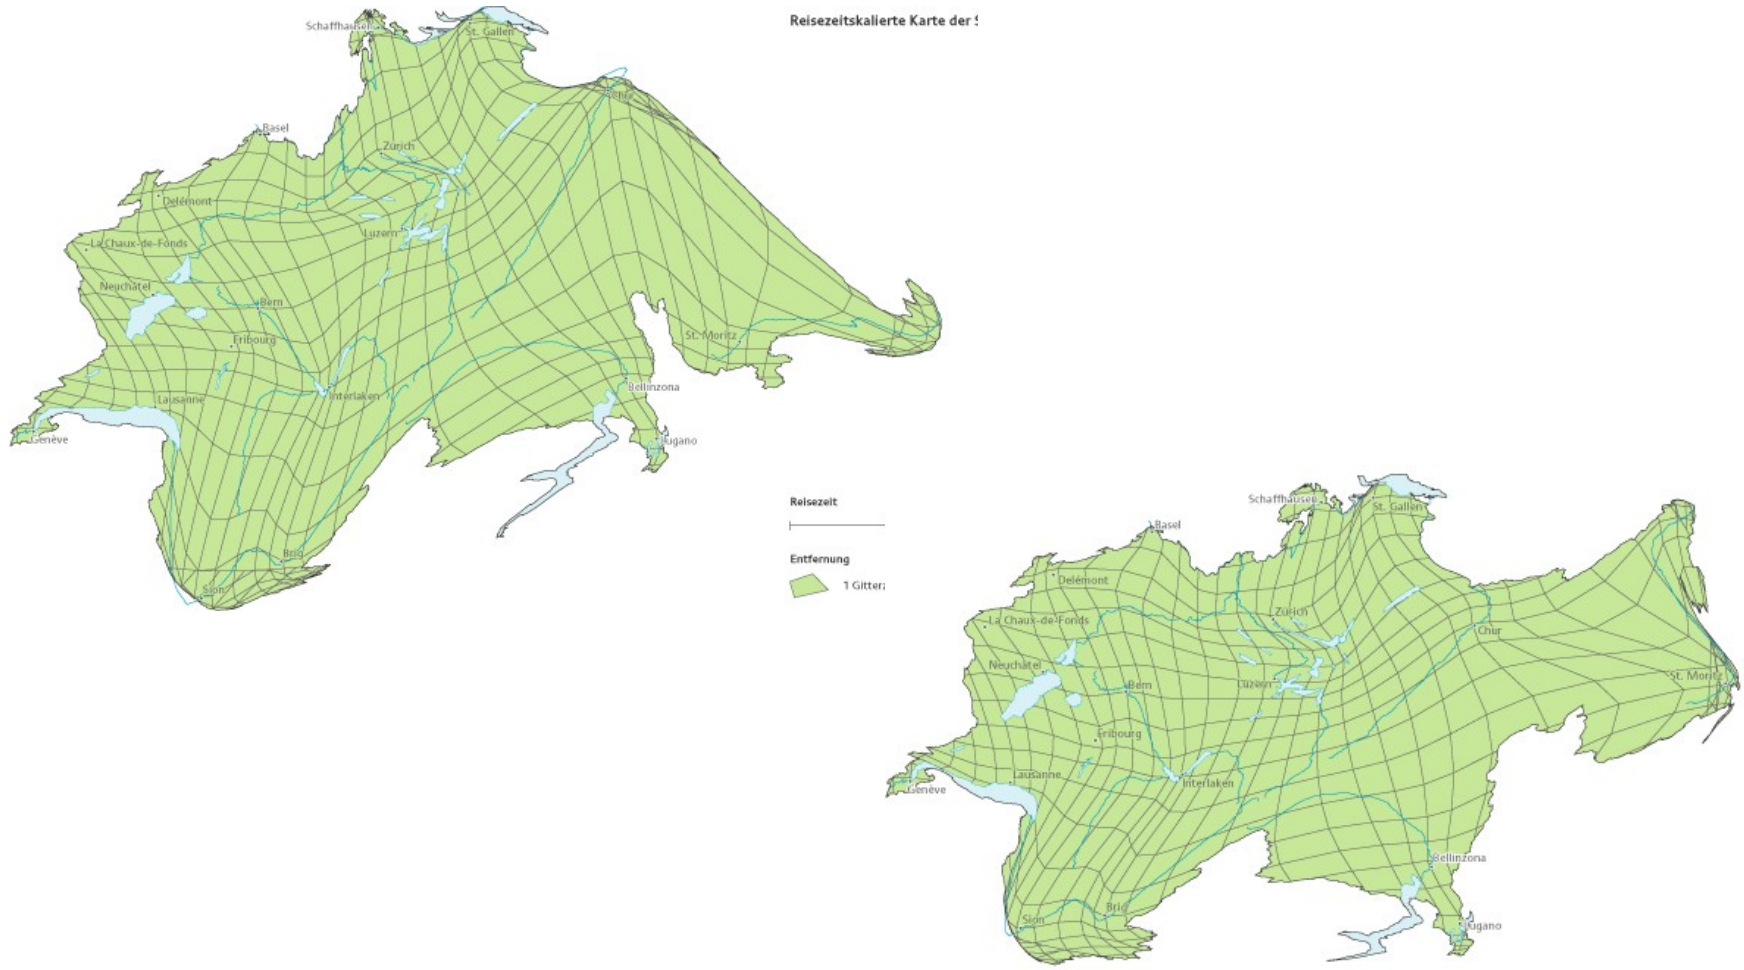 Schaffhausen
St. Gallen
Reisezeitskalierte Karte der S
Chur
Basel
Zürich
Delémont
Luzern
La Chaux-de-Fonds
Neuchâtel
Bern
Fribourg
St. Moritz
Interlaken
Bellinzona
Lausanne
Genève
Lugano
Brig
Sion
Reisezeit
Entfernung
1 Gitterz
Schaffhausen
St. Gallen
Basel
Delémont
Zürich
La Chaux-de-Fonds
Chur
Neuchâtel
Bern
Luzern
St. Moritz
Fribourg
Lausanne
Interlaken
Genève
Bellinzona
Brig
Sion
Lugano